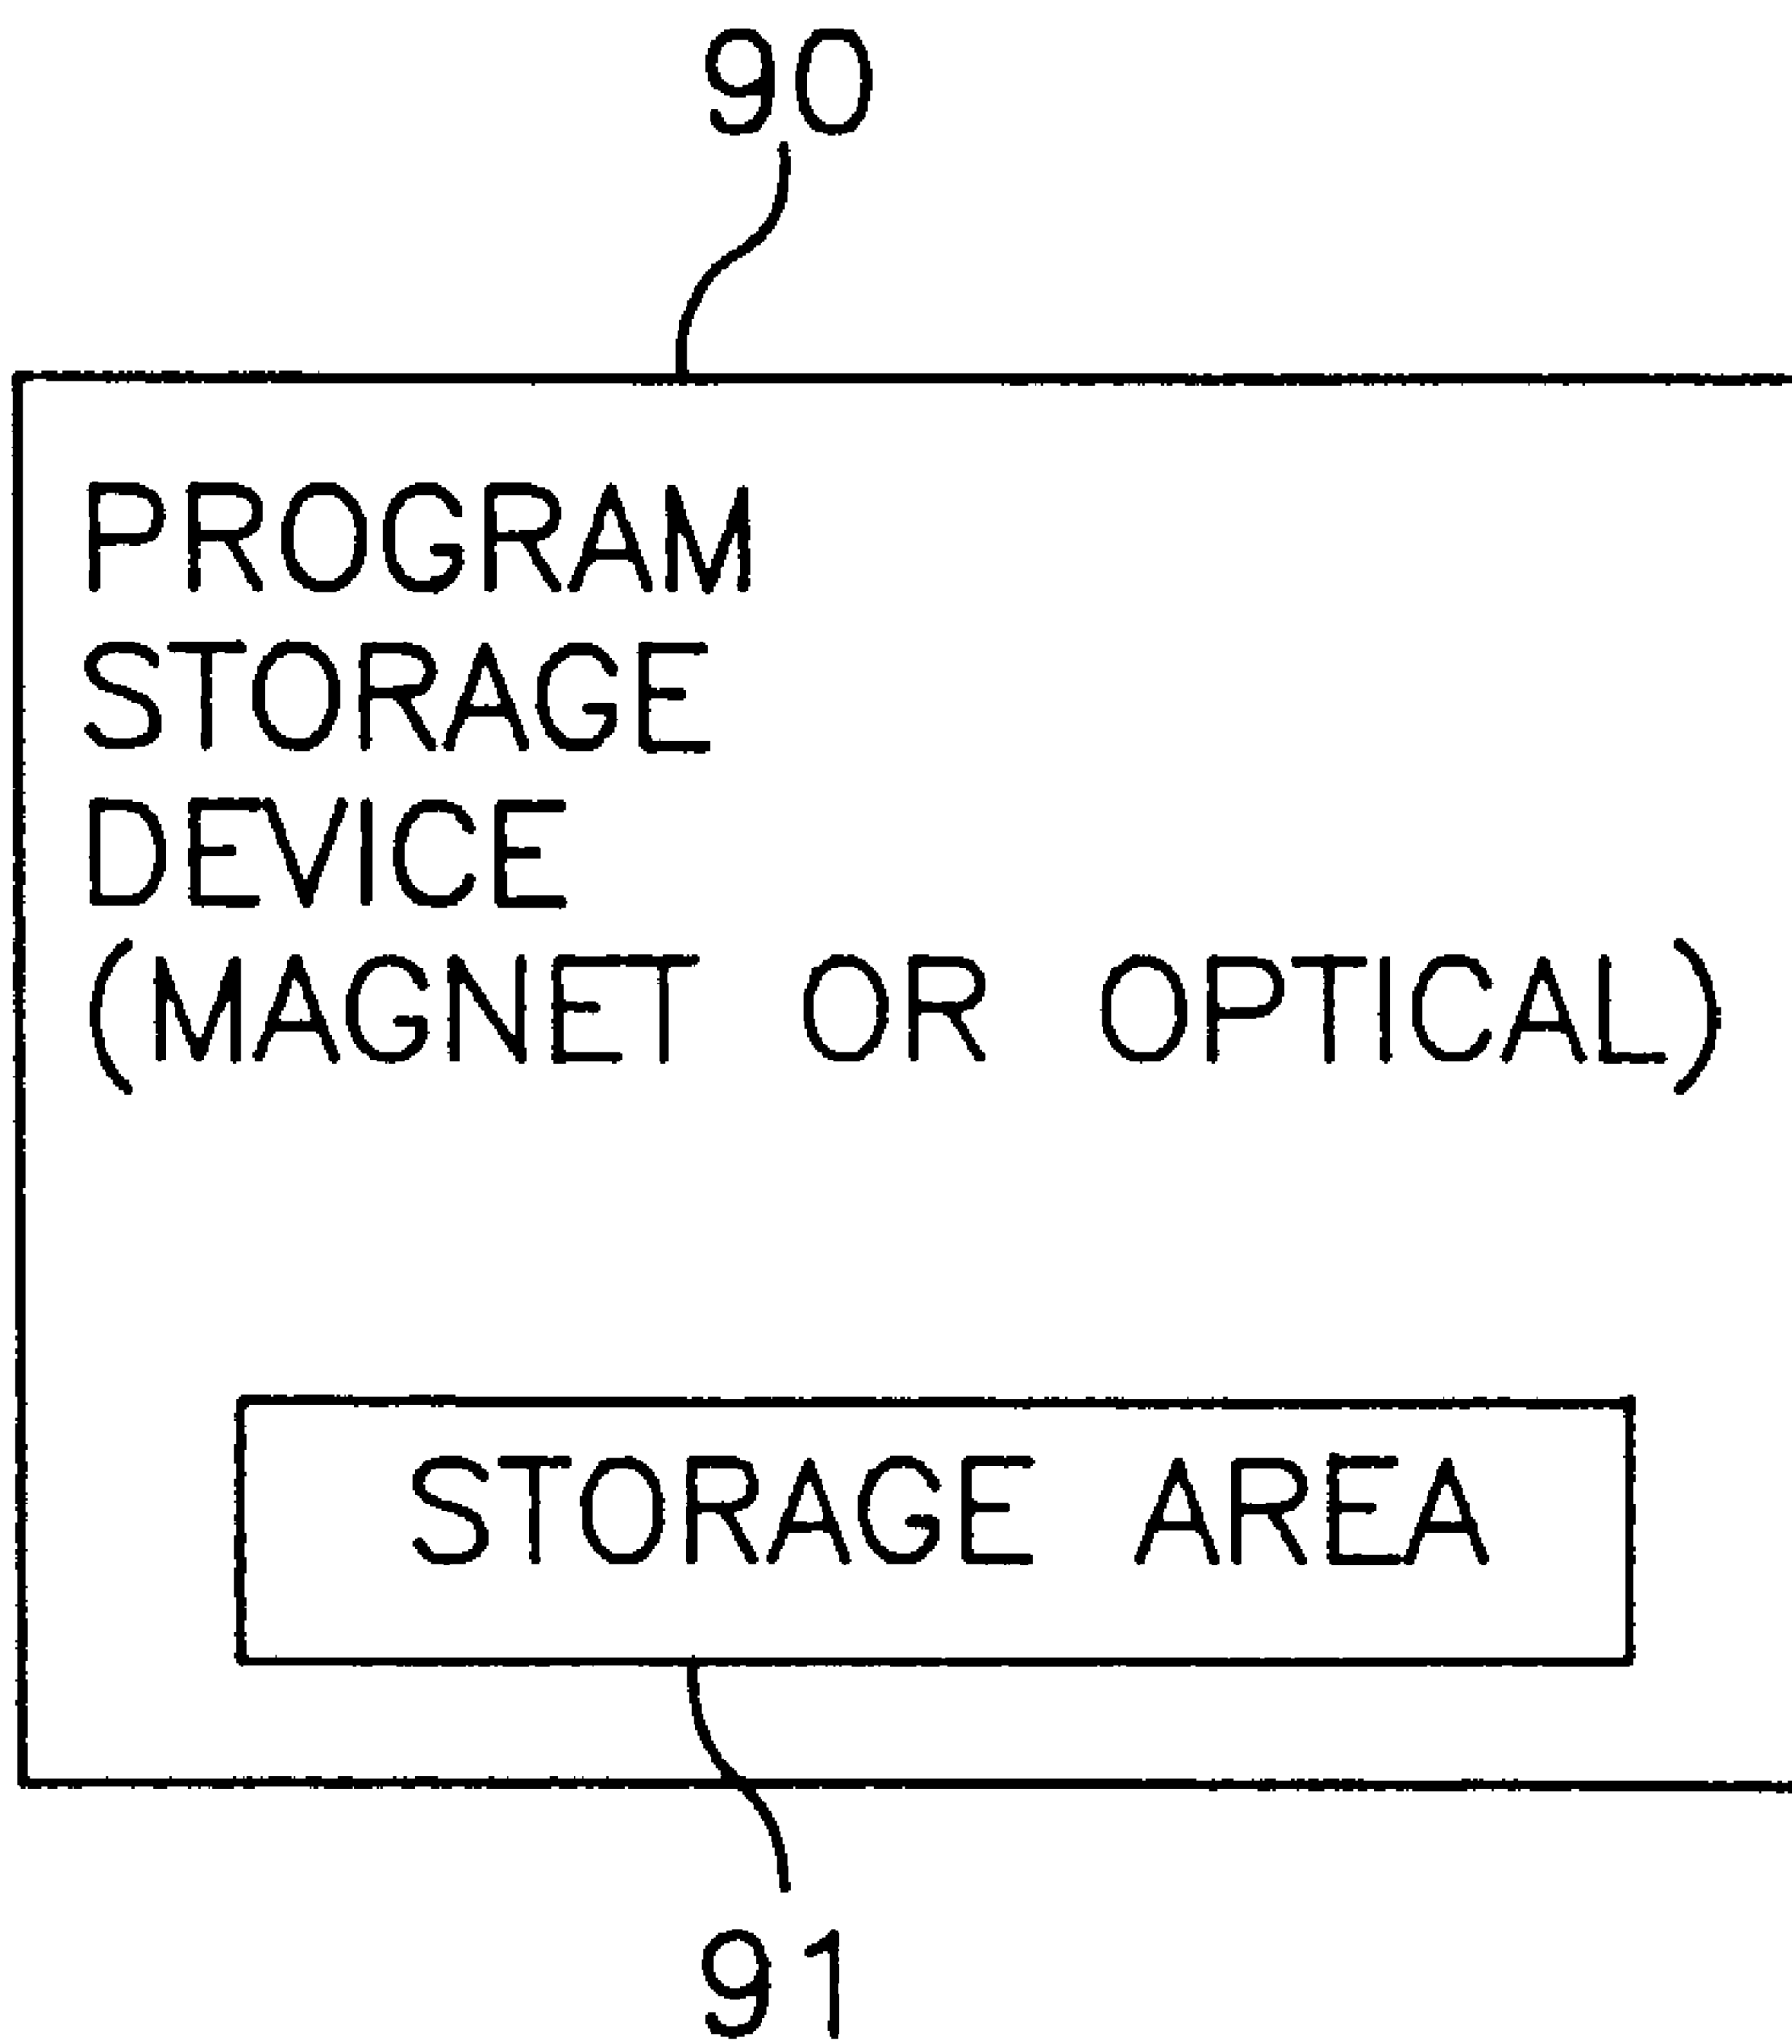 90
PROGRAM
STORAGE
DEVICE
(MAGNET OR OPTICAL)
STORAGE AREA
91